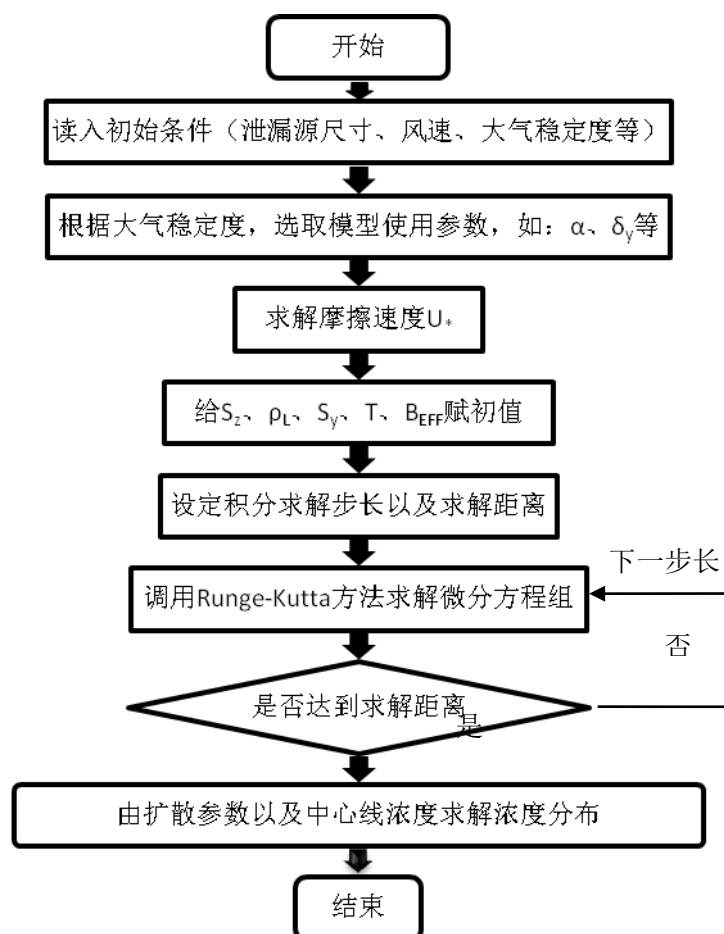 开始
读入初始条件（泄漏源尺寸、风速、大气稳定度等）
根据大气稳定度，选取模型使用参数，如：α、δy等
求解摩擦速度U*
给Sz、ρL、Sy、T、BEFF赋初值
设定积分求解步长以及求解距离
下一步长
调用Runge-Kutta方法求解微分方程组
否
是否达到求解距离
是
由扩散参数以及中心线浓度求解浓度分布
结束